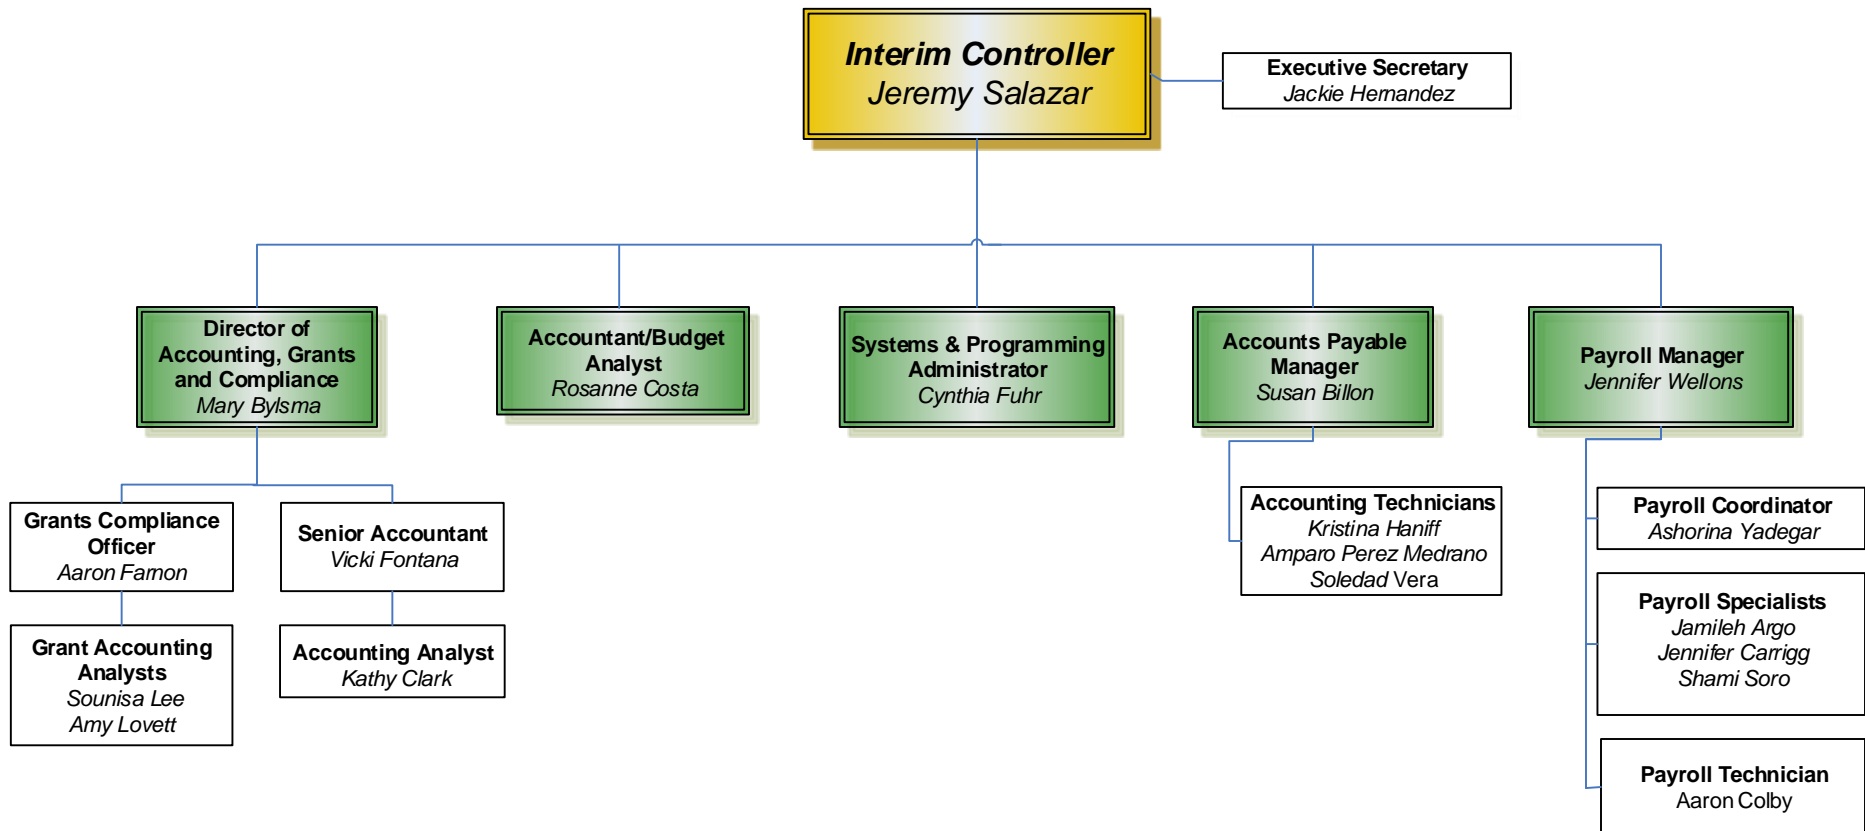 Interim Controller
Jeremy Salazar
Executive Secretary
Jackie Hernandez
Director of
Accounting, Grants
and Compliance
Mary Bylsma
Accountant/Budget
Analyst
Rosanne Costa
Systems & Programming
Administrator
Cynthia Fuhr
Accounts Payable
Manager
Susan Billon
Payroll Manager
Jennifer Wellons
Grants Compliance
Officer
Aaron Farnon
Senior Accountant
Vicki Fontana
Grant Accounting
Analysts
Sounisa Lee
Amy Lovett
Accounting Analyst
Kathy Clark
Accounting Technicians
Kristina Haniff
Amparo Perez Medrano
Soledad Vera
Payroll Coordinator
Ashorina Yadegar
Payroll Specialists
Jamileh Argo
Jennifer Carrigg
Shami Soro
Payroll Technician
Aaron Colby